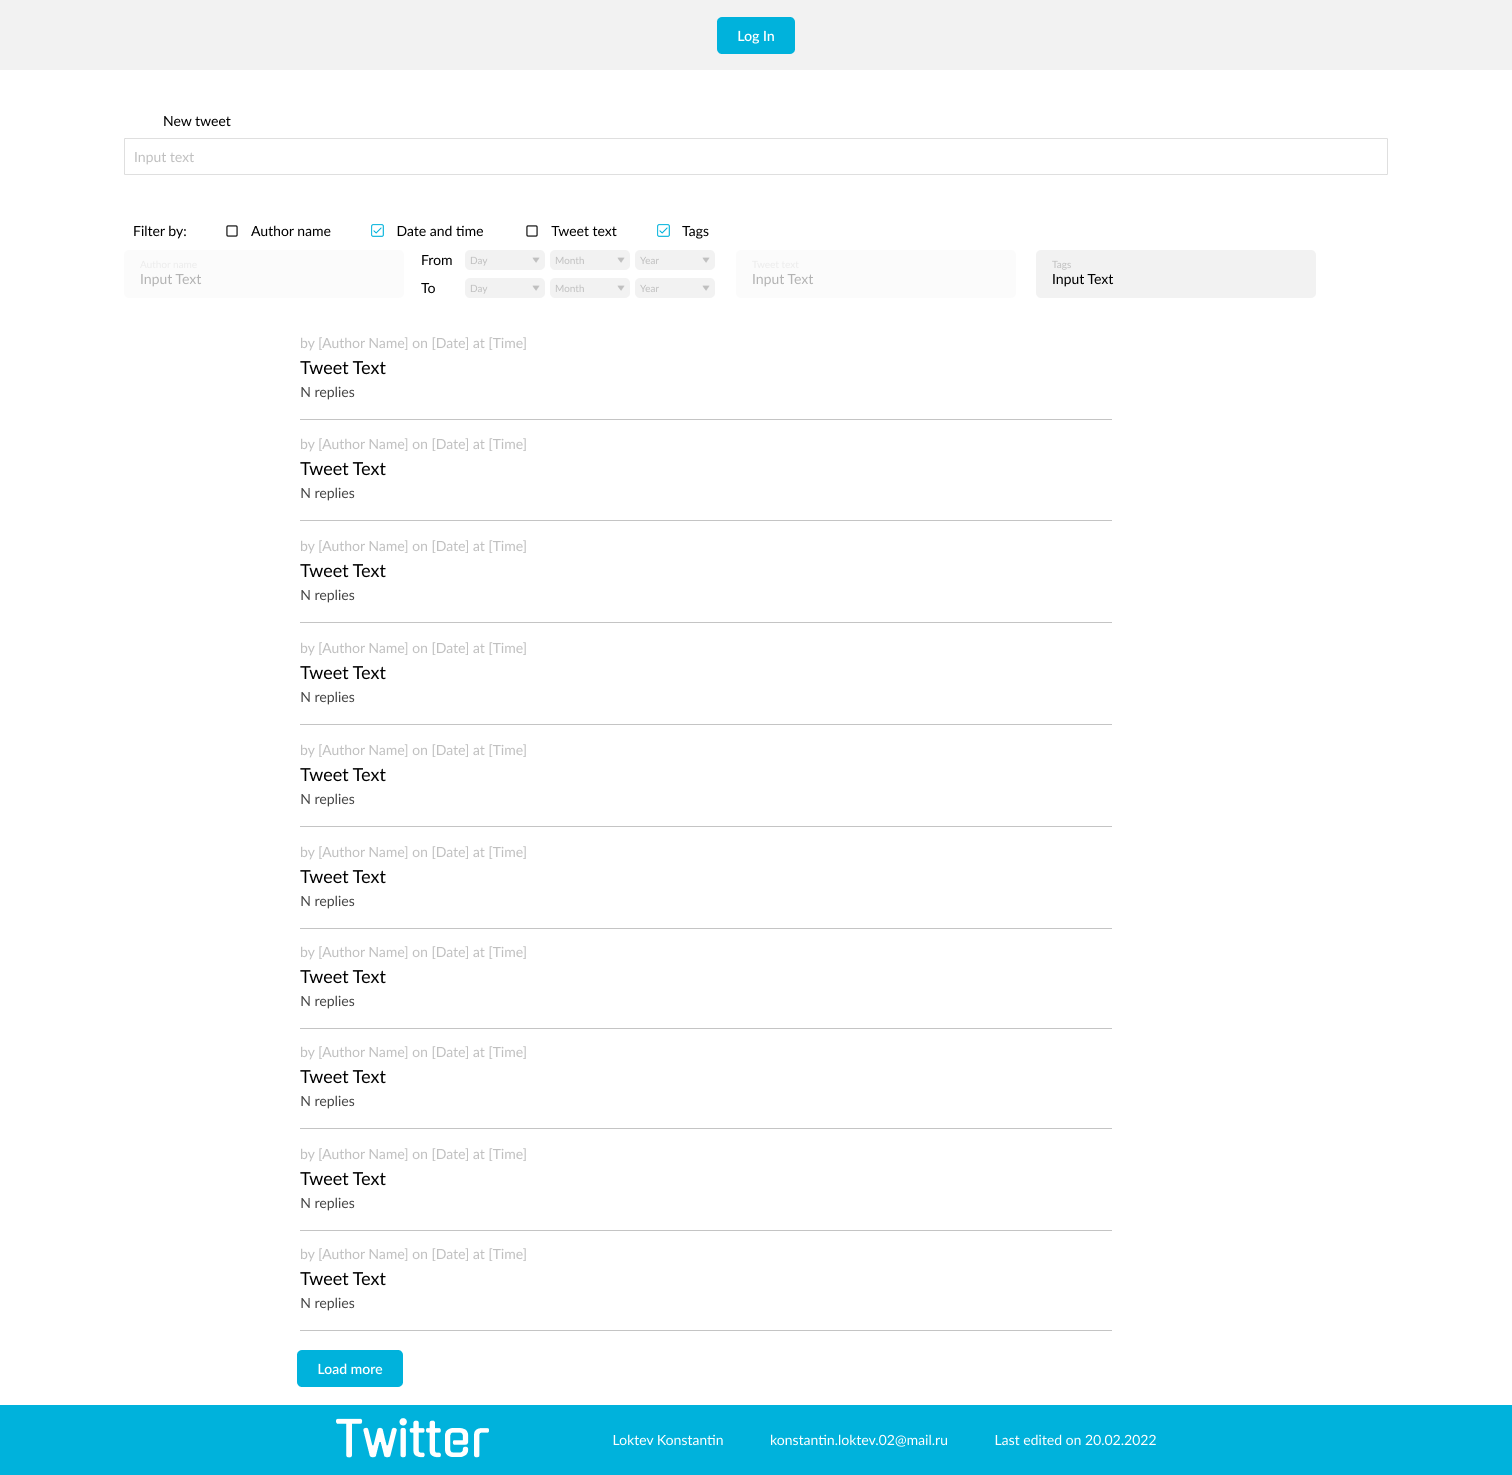 Log In
New tweet
Input text
Filter by: Author name Date and time Tweet text Tags
Author name
Input Text
From Day Month Year
To Day Month Year
Tweet text
Input Text
Tags
Input Text
by [Author Name] on [Date] at [Time]
Tweet Text
N replies
by [Author Name] on [Date] at [Time]
Tweet Text
N replies
by [Author Name] on [Date] at [Time]
Tweet Text
N replies
by [Author Name] on [Date] at [Time]
Tweet Text
N replies
by [Author Name] on [Date] at [Time]
Tweet Text
N replies
by [Author Name] on [Date] at [Time]
Tweet Text
N replies
by [Author Name] on [Date] at [Time]
Tweet Text
N replies
by [Author Name] on [Date] at [Time]
Tweet Text
N replies
by [Author Name] on [Date] at [Time]
Tweet Text
N replies
by [Author Name] on [Date] at [Time]
Tweet Text
N replies
Load more
Twitter Loktev Konstantin konstantin.loktev.02@mail.ru Last edited on 20.02.2022